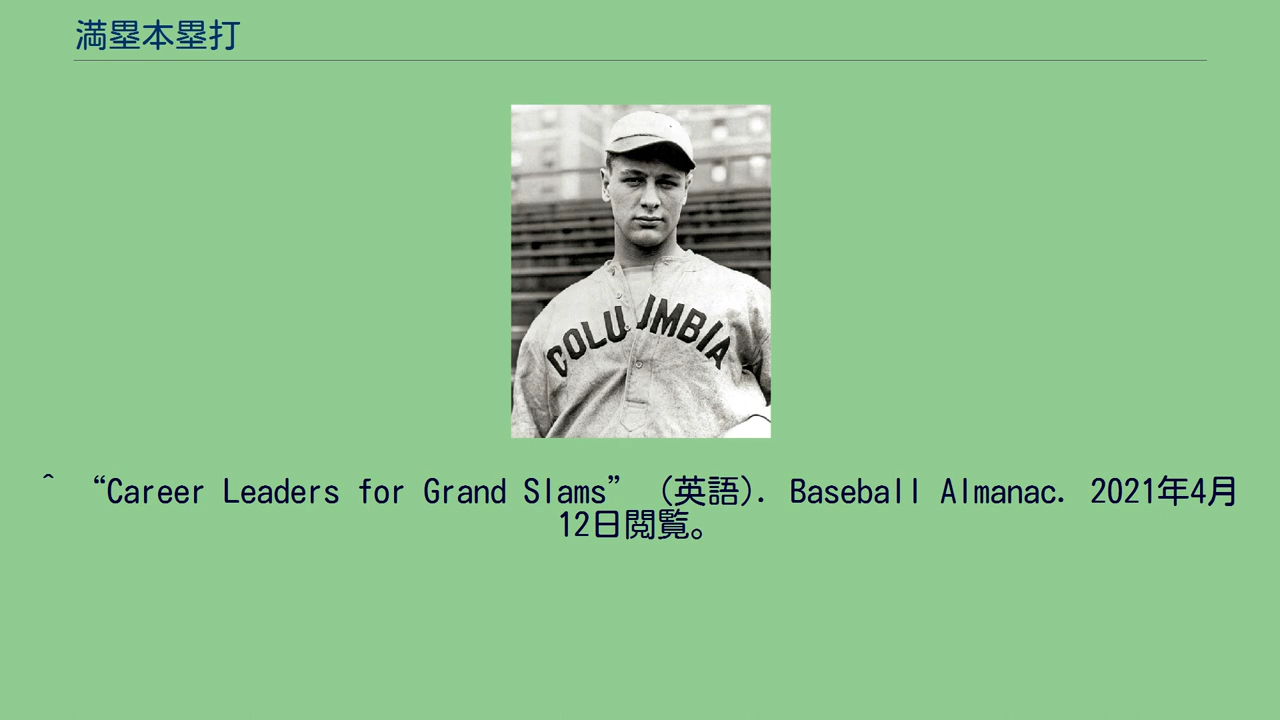 満塁本塁打
COLUMBIA
^ “Career Leaders for Grand Slams” (英語). Baseball Almanac. 2021年4月
12日閲覧。